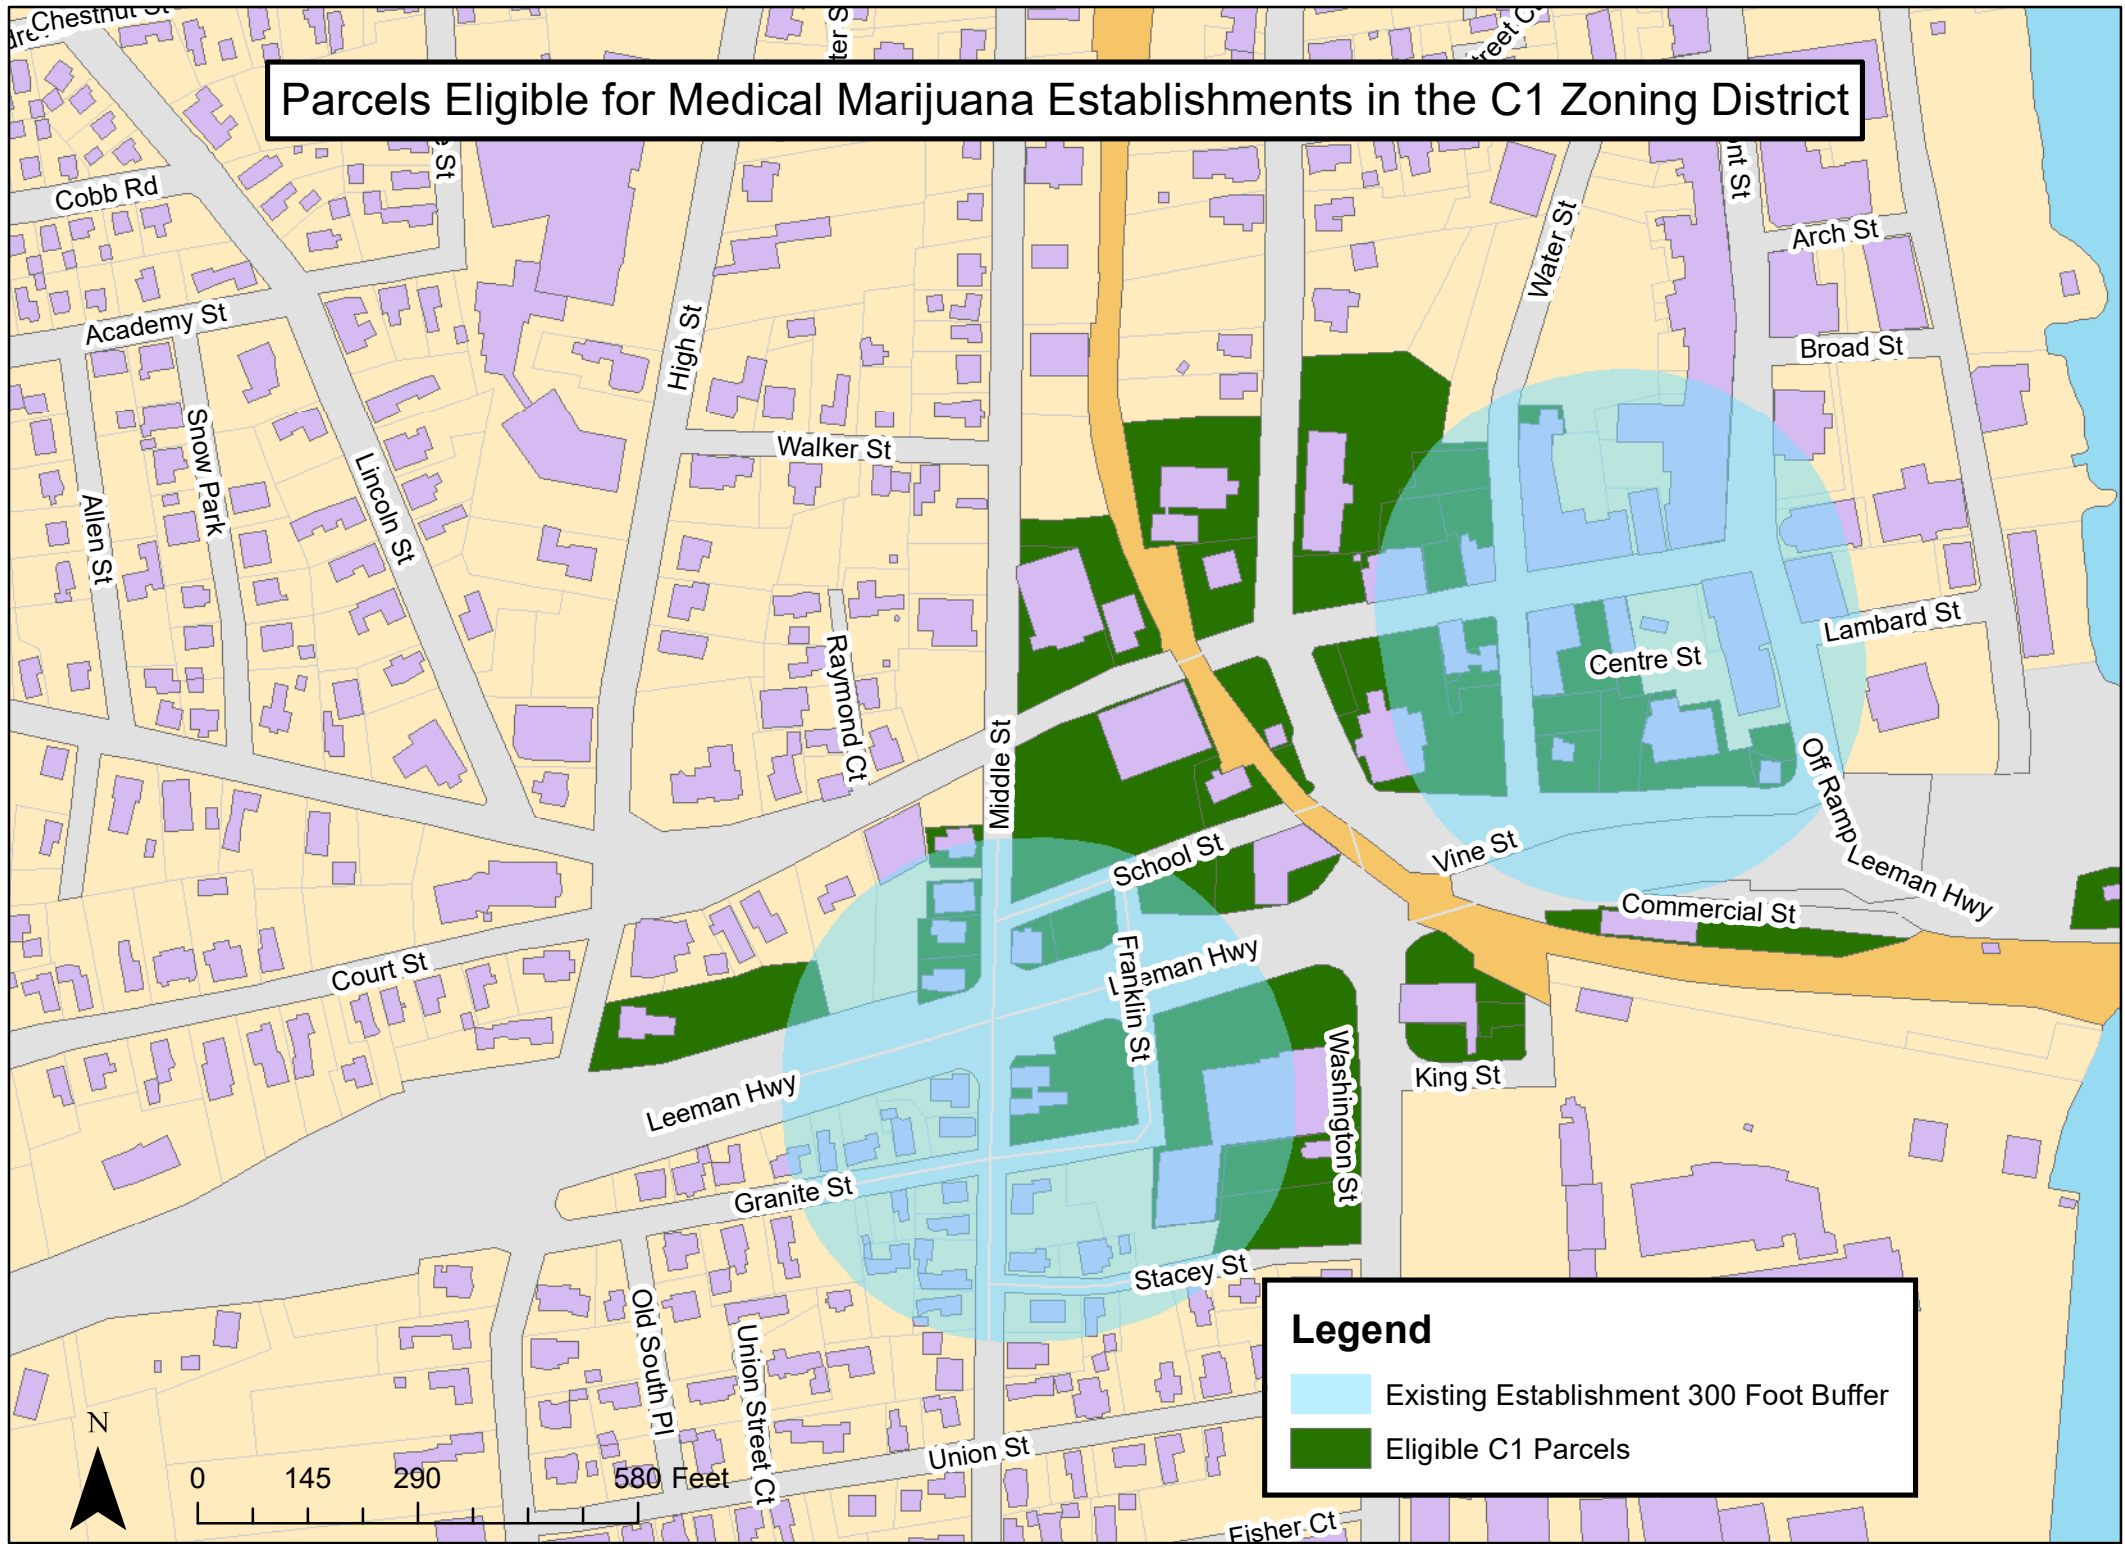 Chestnut St
Parcels Eligible for Medical Marijuana Establishments in the C1 Zoning District
Cobb Rd
Arch St
Water St
Academy St
High St
Broad St
Snow Park
Walker St
Lincoln St
Allen St
Lambard St
Raymond Ct
Centre St
Middle St
Off Ramp
School St
Vine St
Leeman Hwy
Commercial St
Court St
Franklin St
Leeman Hwy
Washington St
King St
Leeman Hwy
Granite St
Stacey St
Old South Pl
Union Street Ct
Legend
Existing Establishment 300 Foot Buffer
Eligible C1 Parcels
N
Union St
0 145 290 580 Feet
Fisher Ct